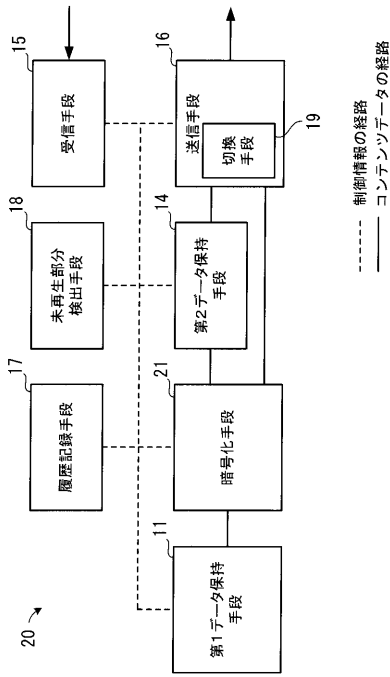 20
17
履歴記録手段
18
未再生部分
検出手段
15
受信手段
11
第1データ保持
手段
21
暗号化手段
14
第2データ保持
手段
16
送信手段
切換
手段
19
制御情報の経路
コンテンツデータの経路